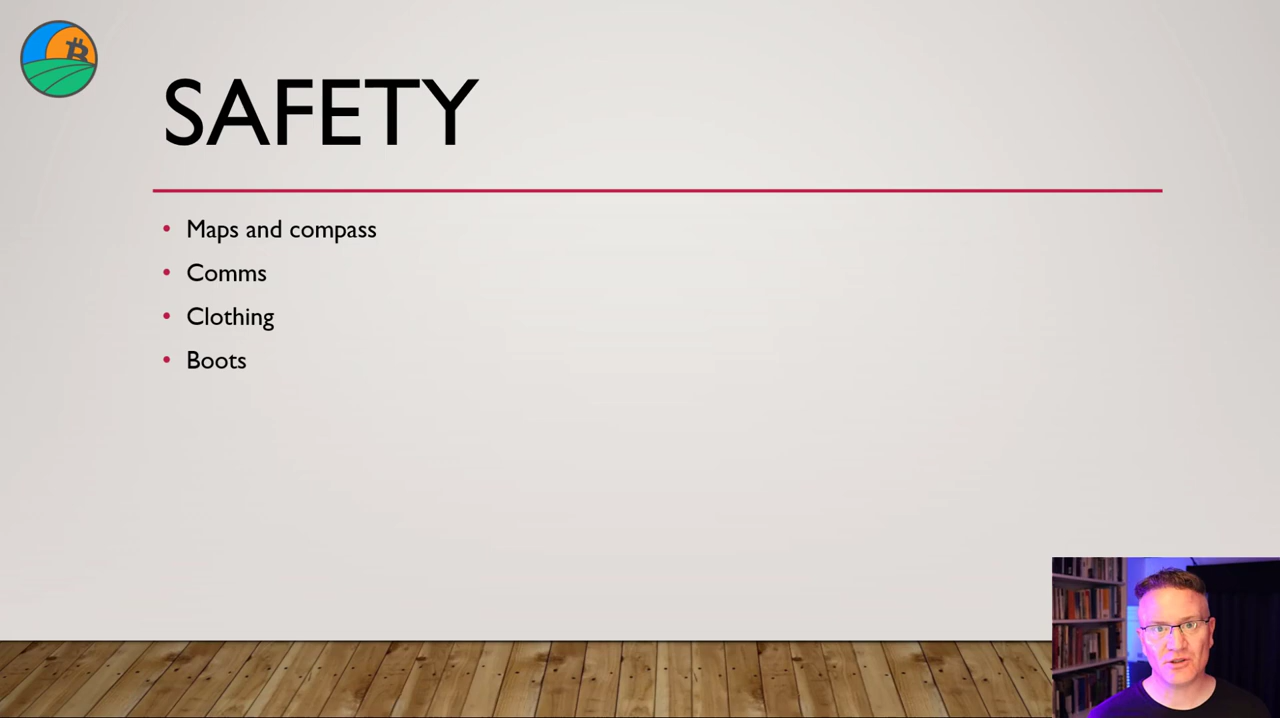 SAFETY
• Maps and compass
• Comms
• Clothing
• Boots